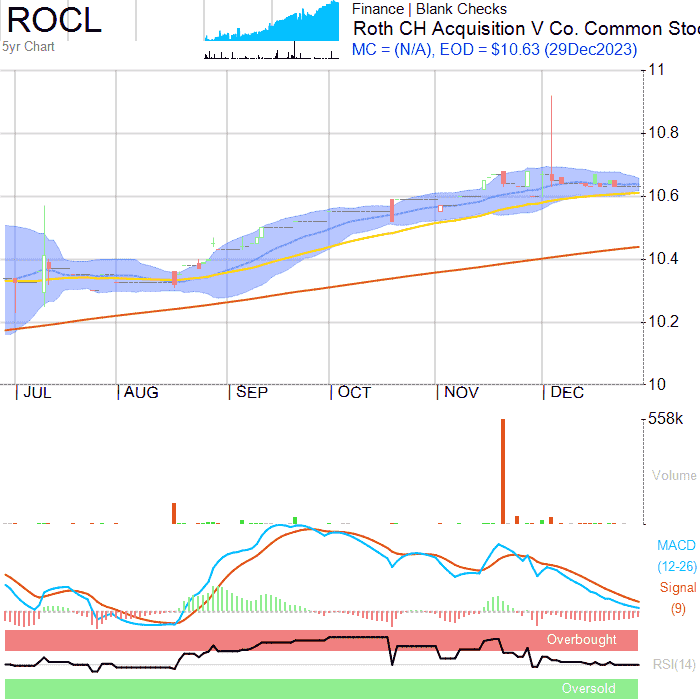 ROCL
5yr Chart
Finance | Blank Checks
Roth CH Acquisition V Co. Common Stoc
MC = (N/A), EOD = $10.63 (29Dec2023)
11
10.8
10.6
10.4
10.2
10
JUL AUG SEP OCT NOV DEC
558k
Volume
MACD
(12-26)
Signal
(9)
Overbought
RSI(14)
Oversold